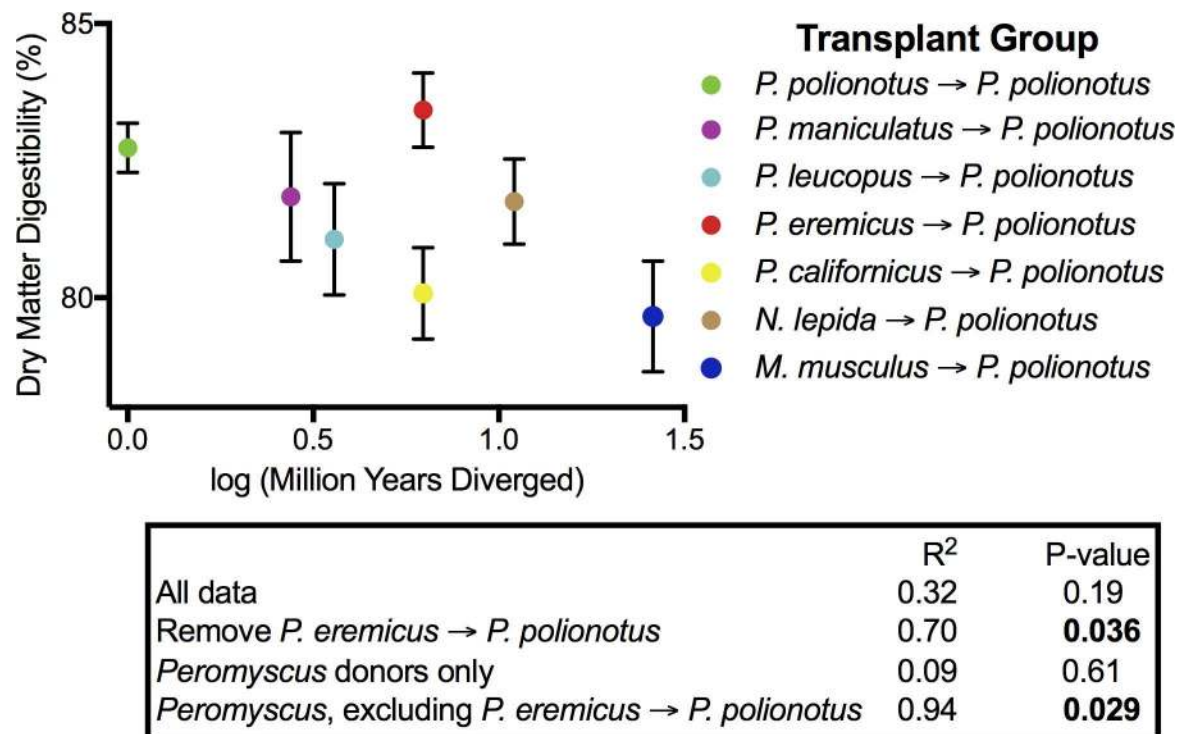 85
80
Dry Matter Digestibility (%)
0.0 0.5 1.0 1.5
log (Million Years Diverged)
Transplant Group
P. polionotus → P. polionotus
P. maniculatus → P. polionotus
P. leucopus → P. polionotus
P. eremicus → P. polionotus
P. californicus → P. polionotus
N. lepida → P. polionotus
M. musculus → P. polionotus
R² P-value
All data 0.32 0.19
Remove P. eremicus → P. polionotus 0.70 0.036
Peromyscus donors only 0.09 0.61
Peromyscus, excluding P. eremicus → P. polionotus 0.94 0.029